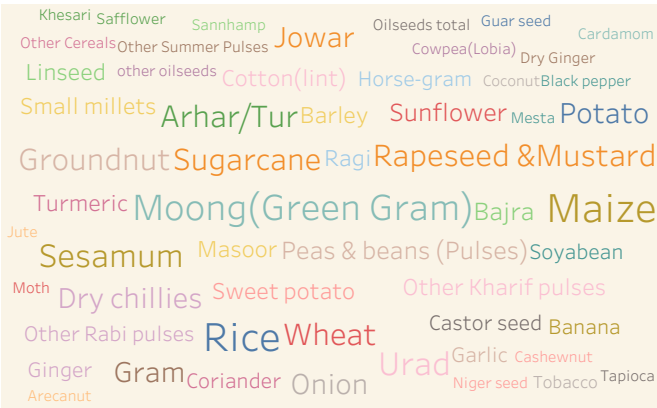 Khesari Safflower Sannhamp Oilseeds total Guar seed Cardamom
Other Cereals Other Summer Pulses Jowar Cowpea(Lobia) Dry Ginger
Linseed other oilseeds Cotton(lint) Horse-gram Coconut Black pepper
Small millets Arhar/Tur Barley Sunflower Mesta Potato
Groundnut Sugarcane Ragi Rapeseed &Mustard
Turmeric Moong(Green Gram) Bajra Maize
Jute
Sesamum Masoor Peas & beans (Pulses) Soyabean
Moth Dry chillies Sweet potato Other Kharif pulses
Other Rabi pulses Rice Wheat Castor seed Banana
Ginger Gram Coriander Onion Urad Garlic Cashewnut
Arecanut Niger seed Tobacco Tapioca